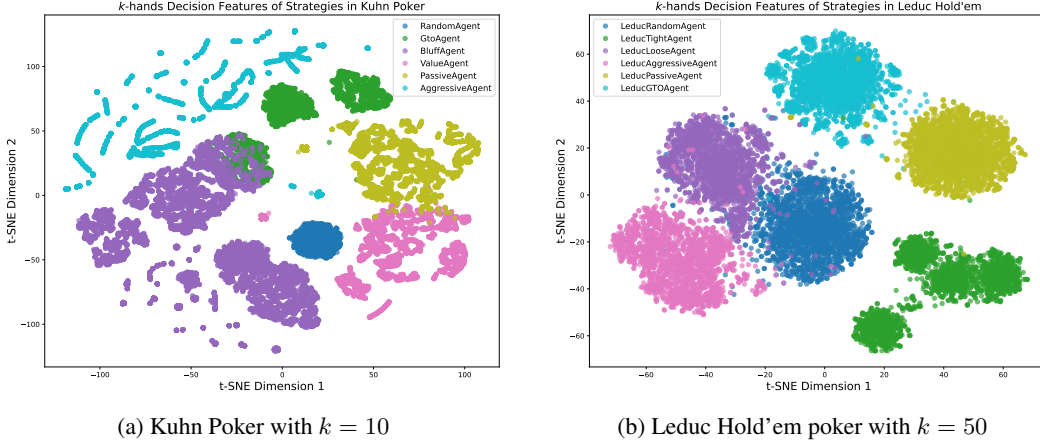 k-hands Decision Features of Strategies in Kuhn Poker
RandomAgent
GtoAgent
BluffAgent
ValueAgent
PassiveAgent
AggressiveAgent
100
50
0
−50
−100
t-SNE Dimension 2
−100
−50
0
50
100
t-SNE Dimension 1
(a) Kuhn Poker with k = 10
k-hands Decision Features of Strategies in Leduc Hold'em
LeducRandomAgent
LeducTightAgent
LeducLooseAgent
LeducAggressiveAgent
LeducPassiveAgent
LeducGTOAgent
60
40
20
0
−20
−40
−60
t-SNE Dimension 2
−60
−40
−20
0
20
40
60
t-SNE Dimension 1
(b) Leduc Hold'em poker with k = 50